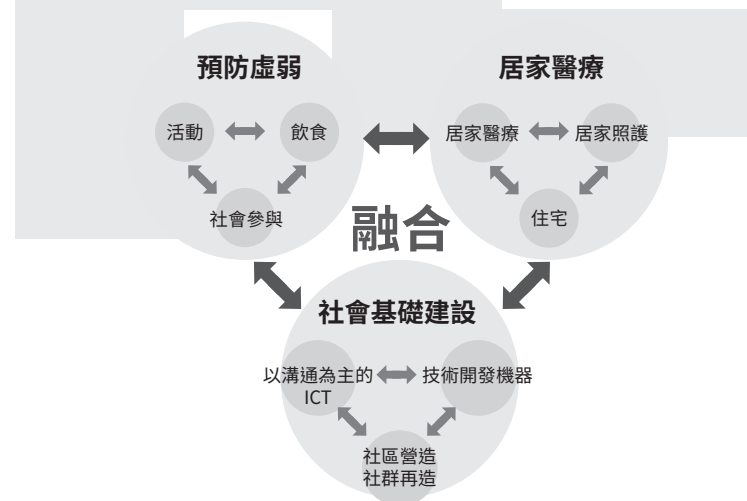 預防虛弱
活動
飲食
社會參與
居家醫療
居家醫療
居家照護
住宅
融合
社會基礎建設
以溝通為主的
ICT
技術開發機器
社區營造
社群再造